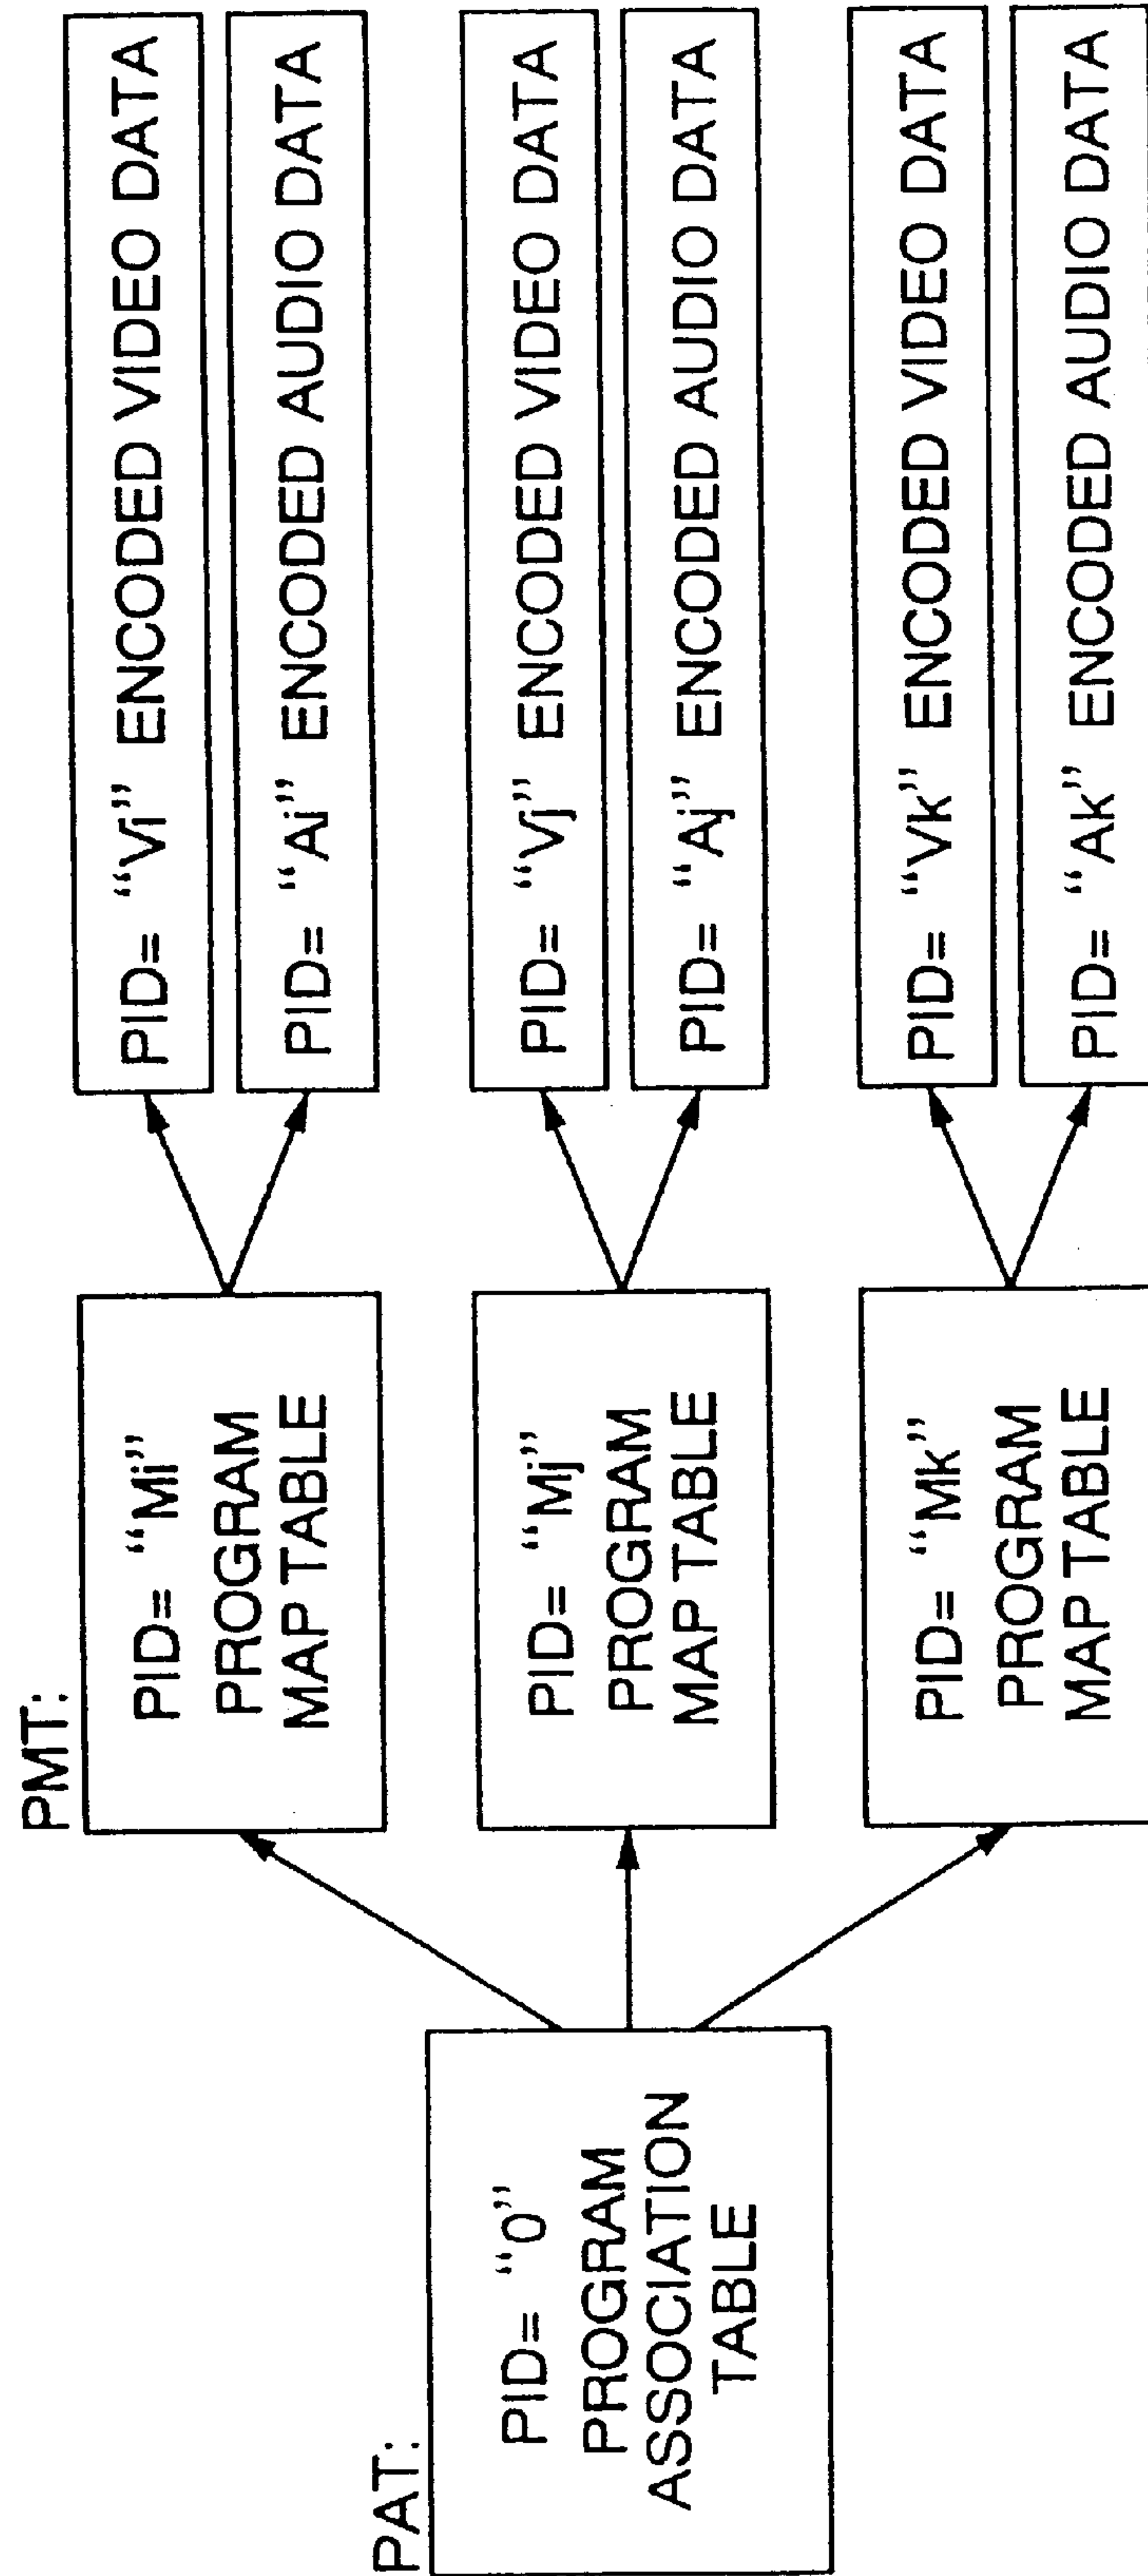 PAT:
PID= “0”
PROGRAM
ASSOCIATION
TABLE
PMT:
PID= “Mi”
PROGRAM
MAP TABLE
PID= “Mj”
PROGRAM
MAP TABLE
PID= “Mk”
PROGRAM
MAP TABLE
PID= “Vi” ENCODED VIDEO DATA
PID= “Ai” ENCODED AUDIO DATA
PID= “Vj” ENCODED VIDEO DATA
PID= “Aj” ENCODED AUDIO DATA
PID= “Vk” ENCODED VIDEO DATA
PID= “Ak” ENCODED AUDIO DATA